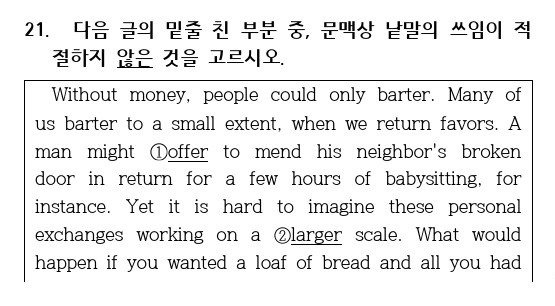 21. 다음 글의 밑줄 친 부분 중, 문맥상 낱말의 쓰임이 적
절하지 않은 것을 고르시오.
Without money, people could only barter. Many of
us barter to a small extent, when we return favors. A
man might ①offer to mend his neighbor's broken
door in return for a few hours of babysitting, for
instance. Yet it is hard to imagine these personal
exchanges working on a ②larger scale. What would
happen if you wanted a loaf of bread and all you had